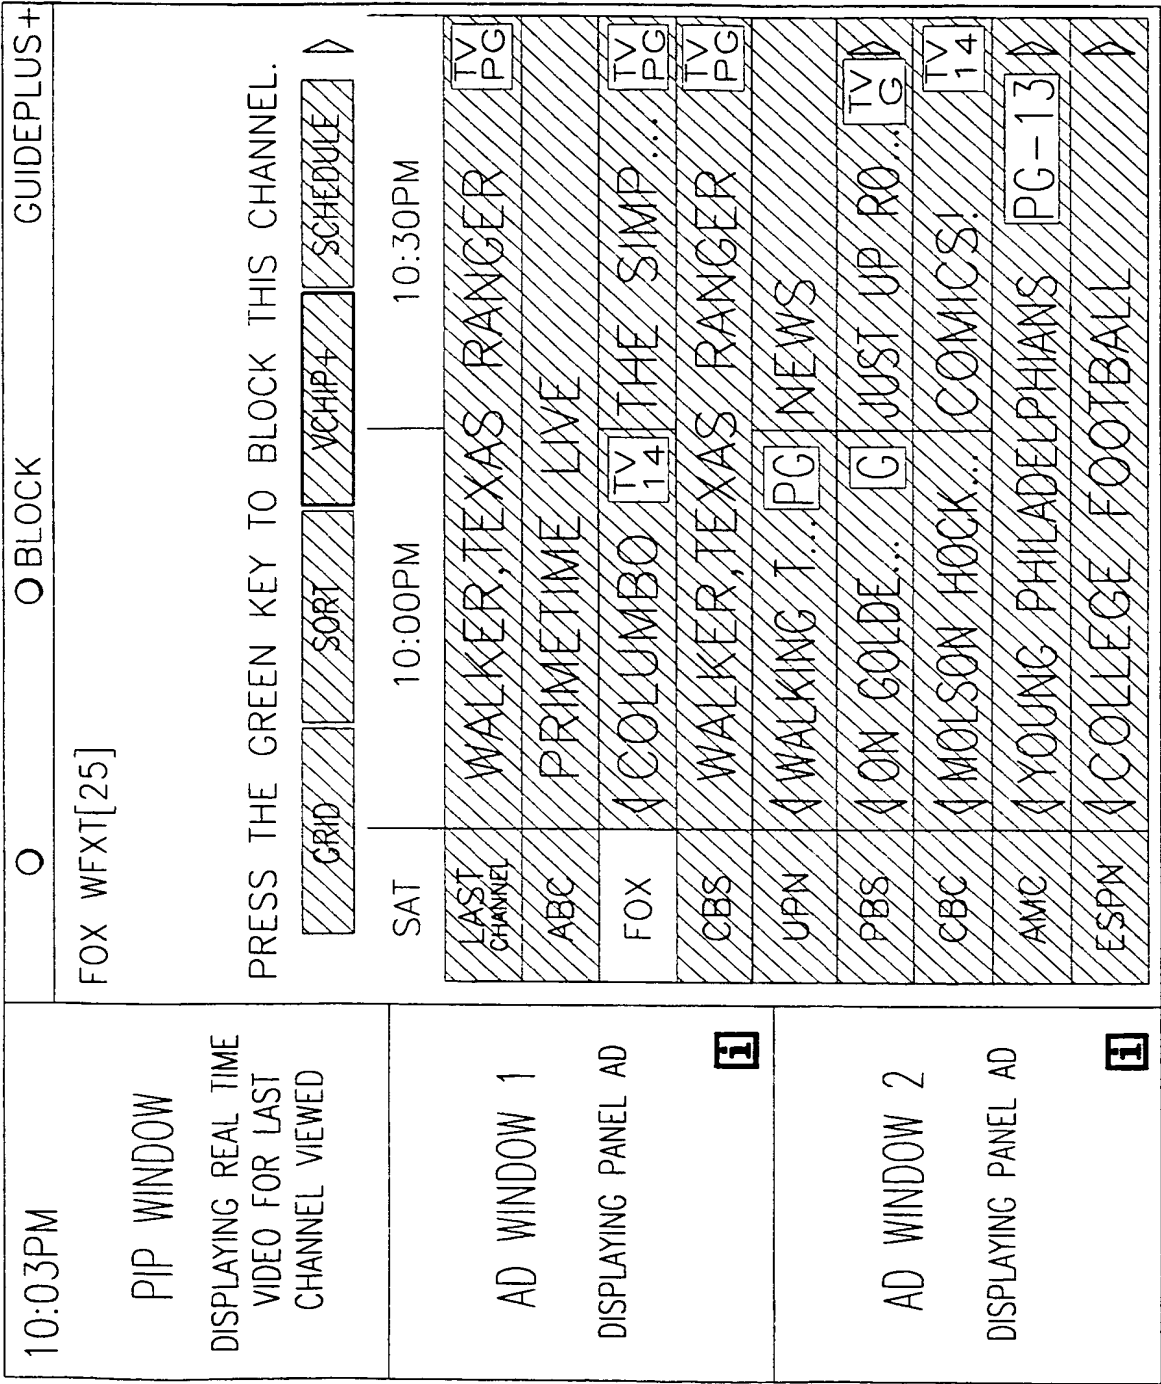 10:03PM
PIP WINDOW
DISPLAYING REAL TIME
VIDEO FOR LAST
CHANNEL VIEWED
AD WINDOW 1
DISPLAYING PANEL AD
i
AD WINDOW 2
DISPLAYING PANEL AD
i
BLOCK GUIDEPLUS+
FOX WFXT[25]
PRESS THE GREEN KEY TO BLOCK THIS CHANNEL.
GRID SORT VCHIP+ SCHEDULE
SAT 10:00PM 10:30PM
LAST CHANNEL WALKER,TEXAS RANGER TV PG
ABC PRIMETIME LIVE
FOX COLUMBO TV 14 THE SIMP... TV PG
CBS WALKER,TEXAS RANGER TV PG
UPN WALKING T... PG NEWS
PBS ON GOLDE... G JUST UP RO... TV G
CBC MOLSON HOCK... COMICS! TV 14
AMC YOUNG PHILADELPHIANS PG-13
ESPN COLLEGE FOOTBALL